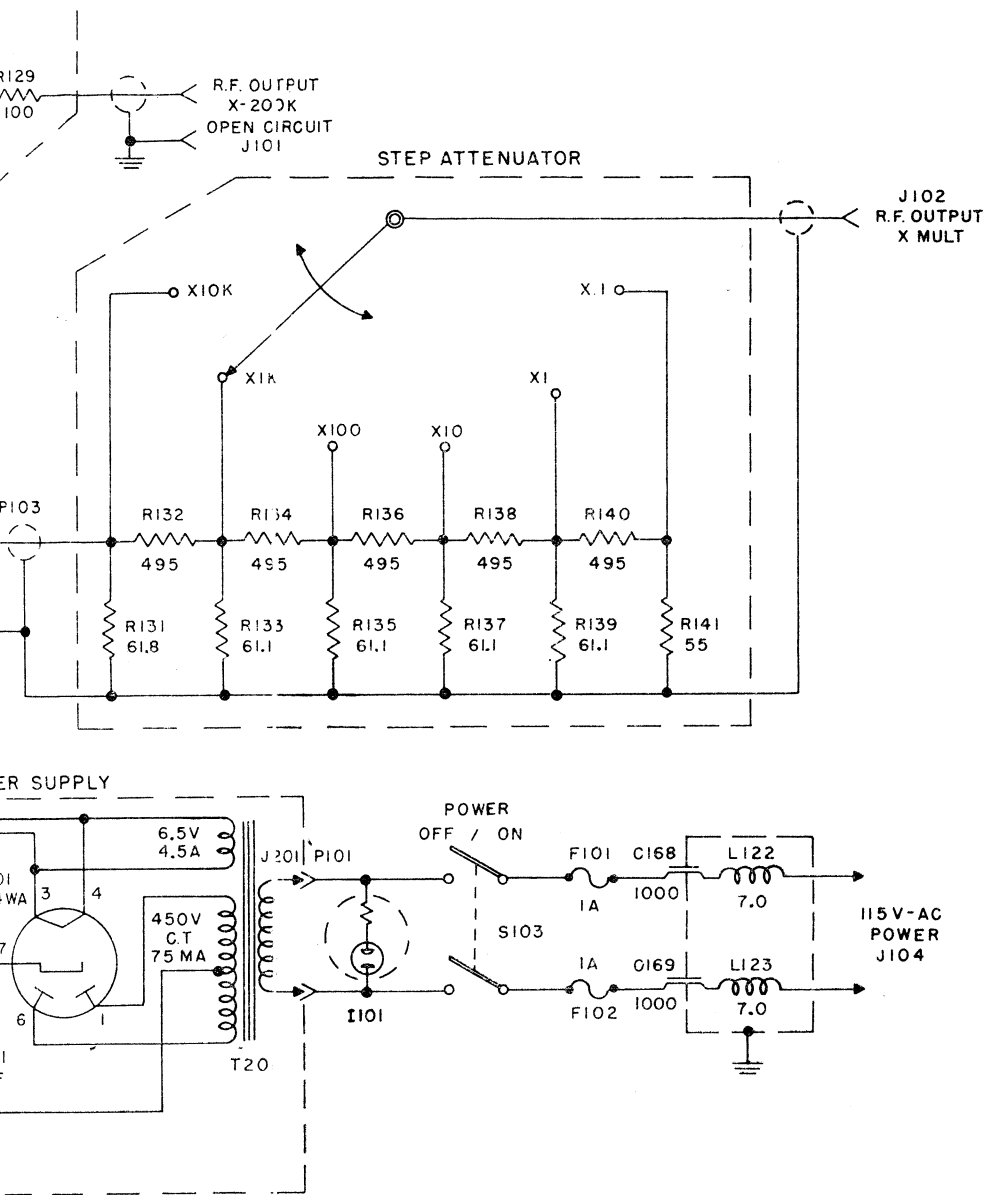 R129
100
R.F. OUTPUT
X-200K
OPEN CIRCUIT
J101
STEP ATTENUATOR
J102
R.F. OUTPUT
X MULT
X10K
X.1
X1K
X1
X100
X10
P103
R132
R134
R136
R138
R140
495
495
495
495
495
R131
61.8
R133
61.1
R135
61.1
R137
61.1
R139
61.1
R141
55
ER SUPPLY
6.5V
4.5A
J201
P101
POWER
OFF / ON
F101
C168
L122
1A
1000
7.0
01
WA
3
4
450V
C.T
75 MA
S103
115V-AC
POWER
J104
7
1A
C169
L123
F102
1000
7.0
6
1
I101
T20
1
F